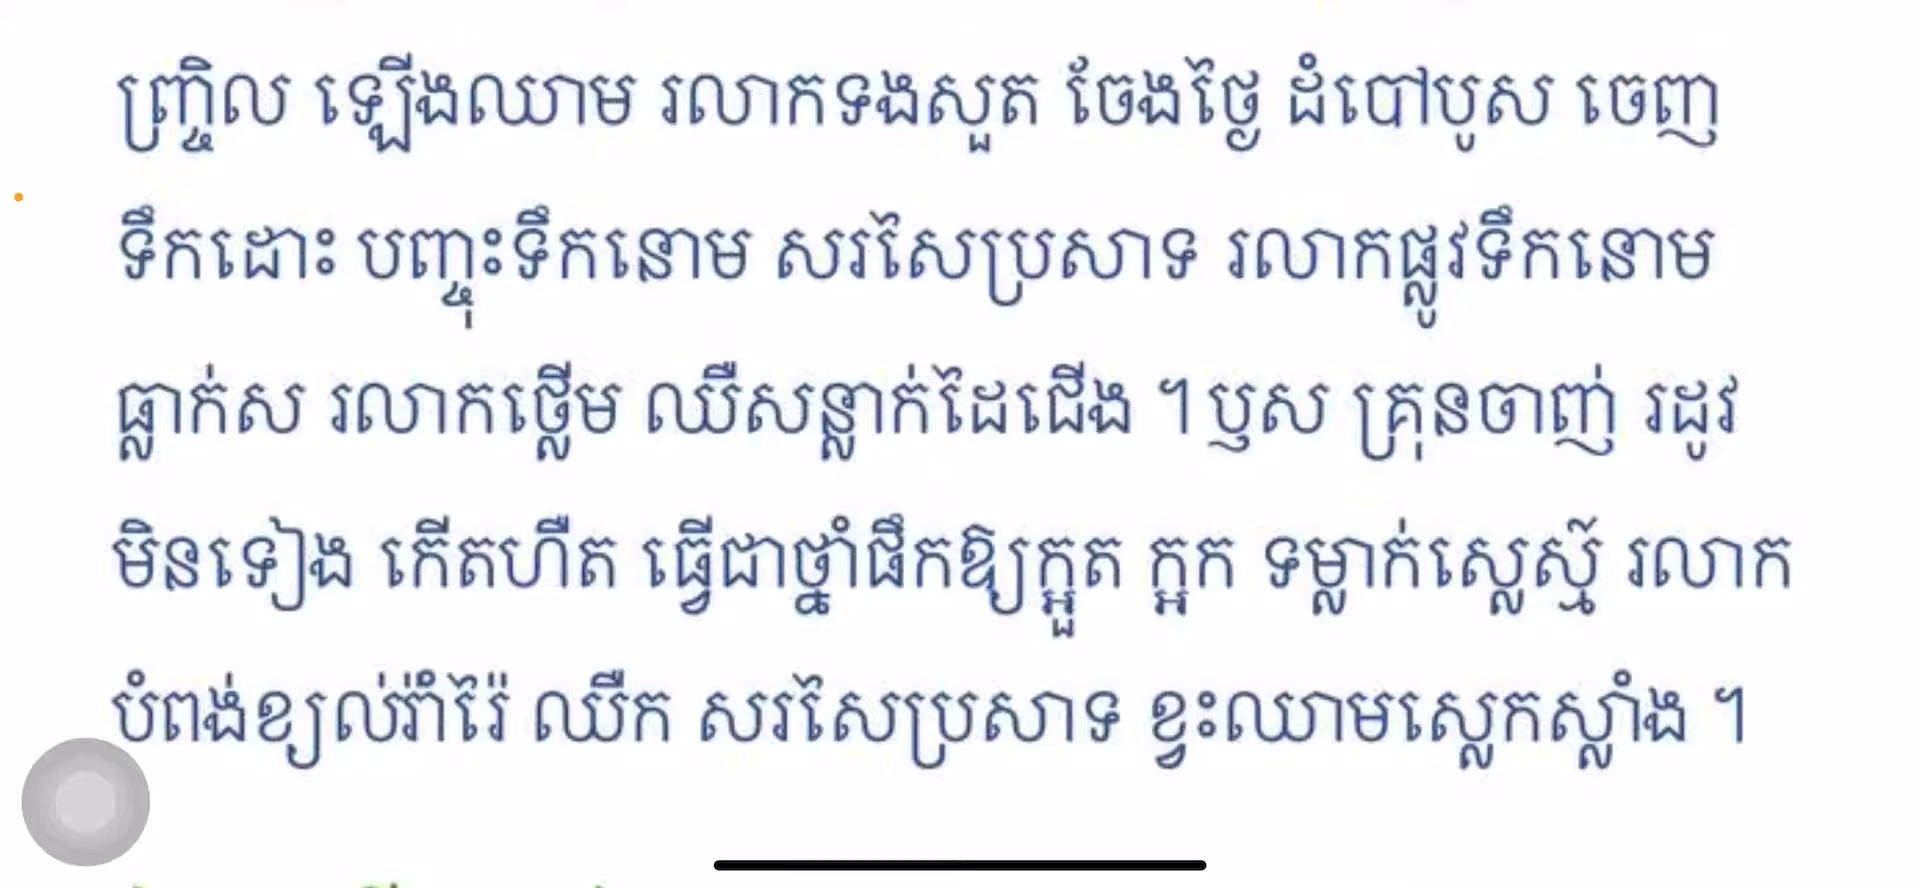 ញ្ច្រិល ឡើងឈាម រលាកទងសួត ចែងថ្ងៃ ដំបៅបូស ចេញ
ទឹកដោះ បញ្ចុះទឹកនោម សរសៃប្រសាទ រលាកផ្លូវទឹកនោម
ធ្លាក់ស រលាកថ្លើម ឈឺសន្លាក់ដៃជើង ។ ឫស គ្រុនចាញ់ រដូវ
មិនទៀង កើតហឺត ធ្វើជាថ្នាំផឹកឱ្យក្អួត ក្អក ទម្លាក់ស្លេស្ម៍ រលាក
បំពង់ខ្យល់រ៉ាំរ៉ៃ ឈឺក សរសៃប្រសាទ ខ្វះឈាមស្លេកស្លាំង ។